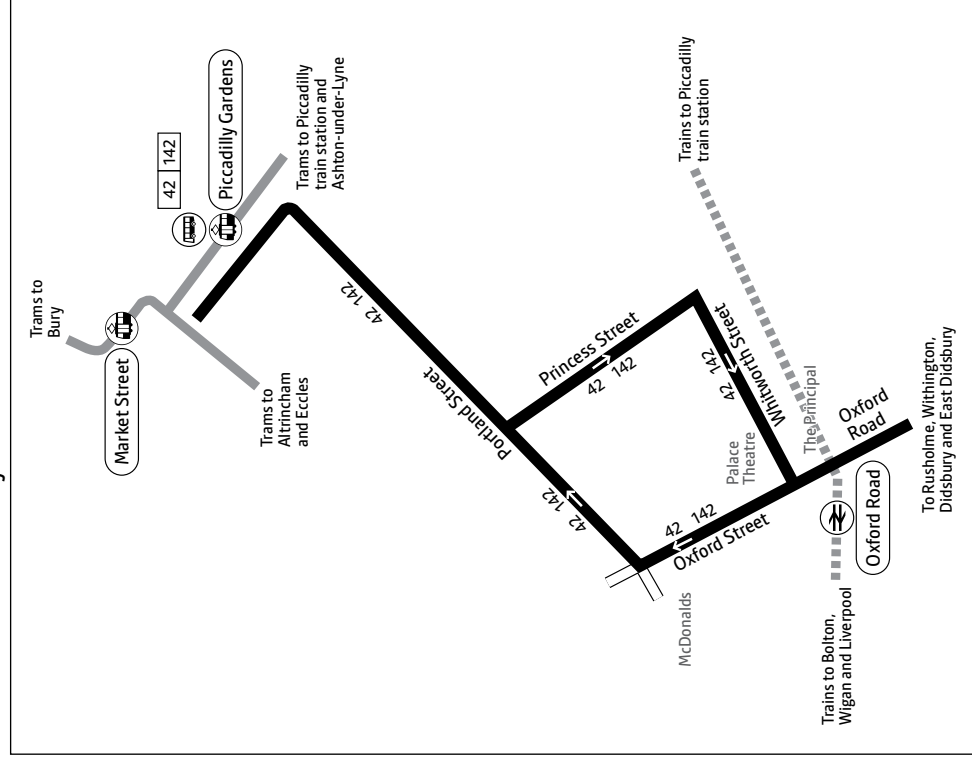 Trams to
Bury
Market Street
42 142
Piccadilly Gardens
Trams to Piccadilly
train station and
Ashton-under-Lyne
Trams to
Altrincham
and Eccles
42 142
Portland Street
42 142
Princess Street
42 142
Trains to Piccadilly
train station
42 142
Whitworth Street
Palace
Theatre
The Principal
42 142
Oxford Street
McDonalds
Oxford
Road
Oxford Road
Trains to Bolton,
Wigan and Liverpool
To Rusholme, Withington,
Didsbury and East Didsbury